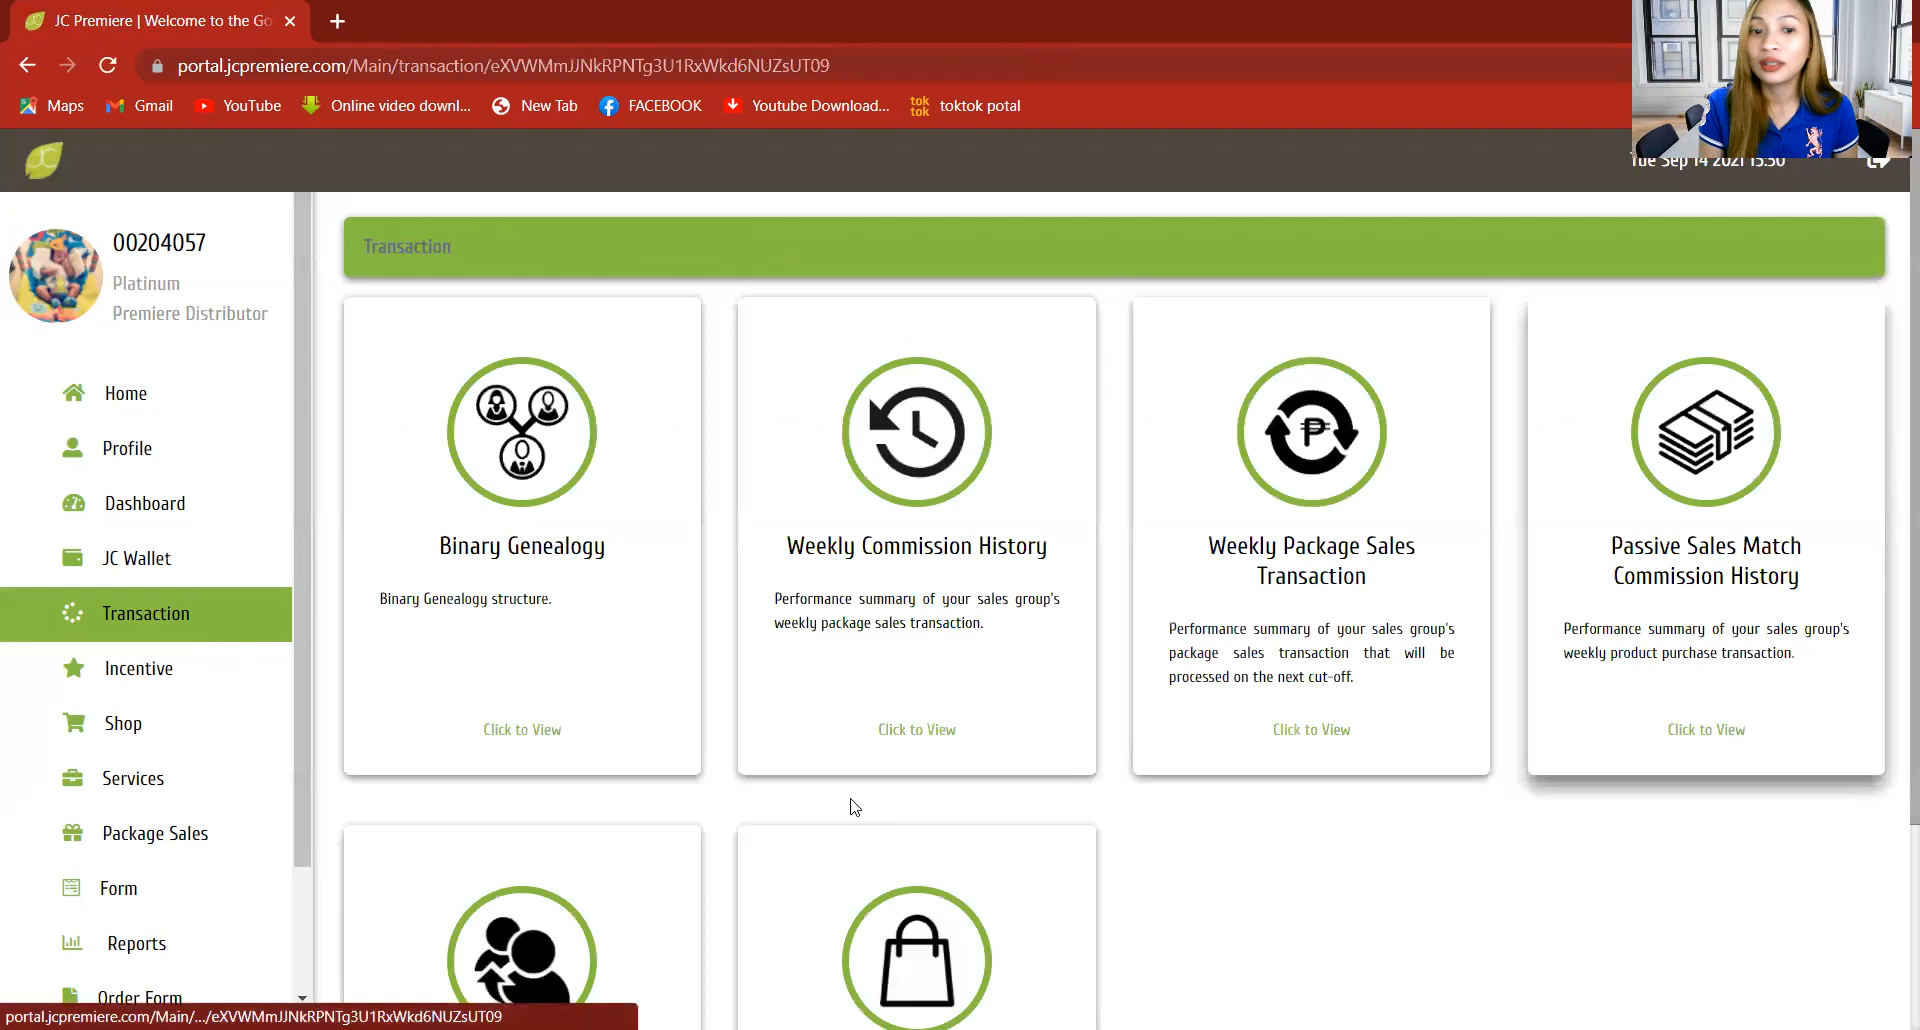 JC Premiere | Welcome to the Go
portal.jcpremiere.com/Main/transaction/eXVWMmJJNkRPNTg3U1RxWkd6NUZsUT09
Maps
Gmail
YouTube
Online video downl...
New Tab
FACEBOOK
Youtube Download...
tok
tok
toktok potal
JC
Tue Sep 14 2021 15:30
00204057
Platinum
Premiere Distributor
Home
Profile
Dashboard
JC Wallet
Transaction
Incentive
Shop
Services
Package Sales
Form
Reports
Order Form
Transaction
Binary Genealogy
Binary Genealogy structure.
Click to View
Weekly Commission History
Performance summary of your sales group's
weekly package sales transaction.
Click to View
Weekly Package Sales
Transaction
Performance summary of your sales group's
package sales transaction that will be
processed on the next cut-off.
Click to View
Passive Sales Match
Commission History
Performance summary of your sales group's
weekly product purchase transaction.
Click to View
portal.jcpremiere.com/Main/.../eXVWMmJJNkRPNTg3U1RxWkd6NUZsUT09